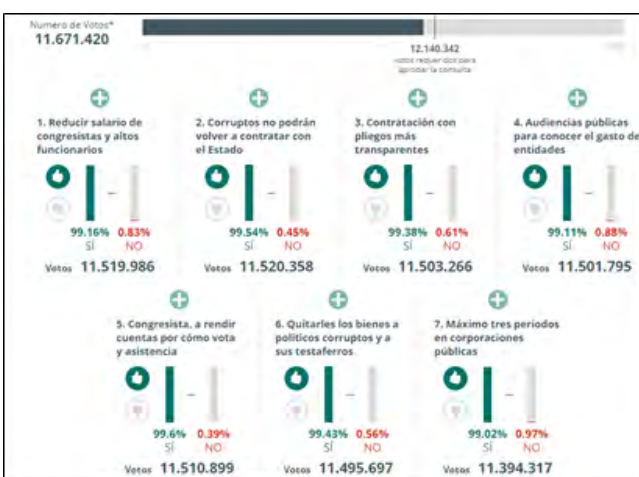 Numero de Votos*
11.671.420
12.140.342
votos requeridos para
aprobar la consulta
1. Reducir salario de
congresistas y altos
funcionarios
99.16% 0.83%
SÍ NO
Votos 11.519.986
2. Corruptos no podrán
volver a contratar con
el Estado
99.54% 0.45%
SÍ NO
Votos 11.520.358
3. Contratación con
pliegos más
transparentes
99.38% 0.61%
SÍ NO
Votos 11.503.266
4. Audiencias públicas
para conocer el gasto de
entidades
99.11% 0.88%
SÍ NO
Votos 11.501.795
5. Congresista, a rendir
cuentas por cómo vota
y asistencia
99.6% 0.39%
SÍ NO
Votos 11.510.899
6. Quitarles los bienes a
políticos corruptos y a
sus testaferros
99.43% 0.56%
SÍ NO
Votos 11.495.697
7. Máximo tres periodos
en corporaciones
públicas
99.02% 0.97%
SÍ NO
Votos 11.394.317